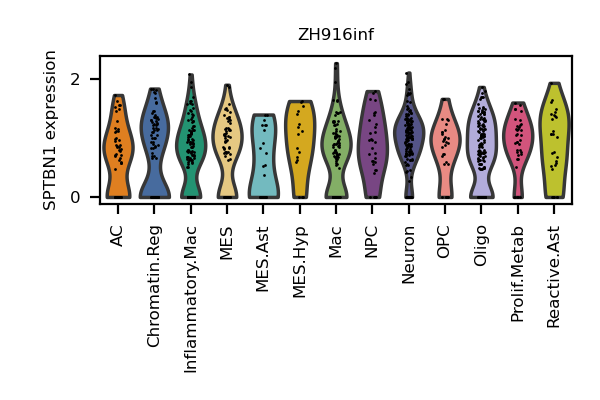 ZH916inf
SPTBN1 expression
2
0
AC
Chromatin.Reg
Inflammatory.Mac
MES
MES.Ast
MES.Hyp
Mac
NPC
Neuron
OPC
Oligo
Prolif.Metab
Reactive.Ast